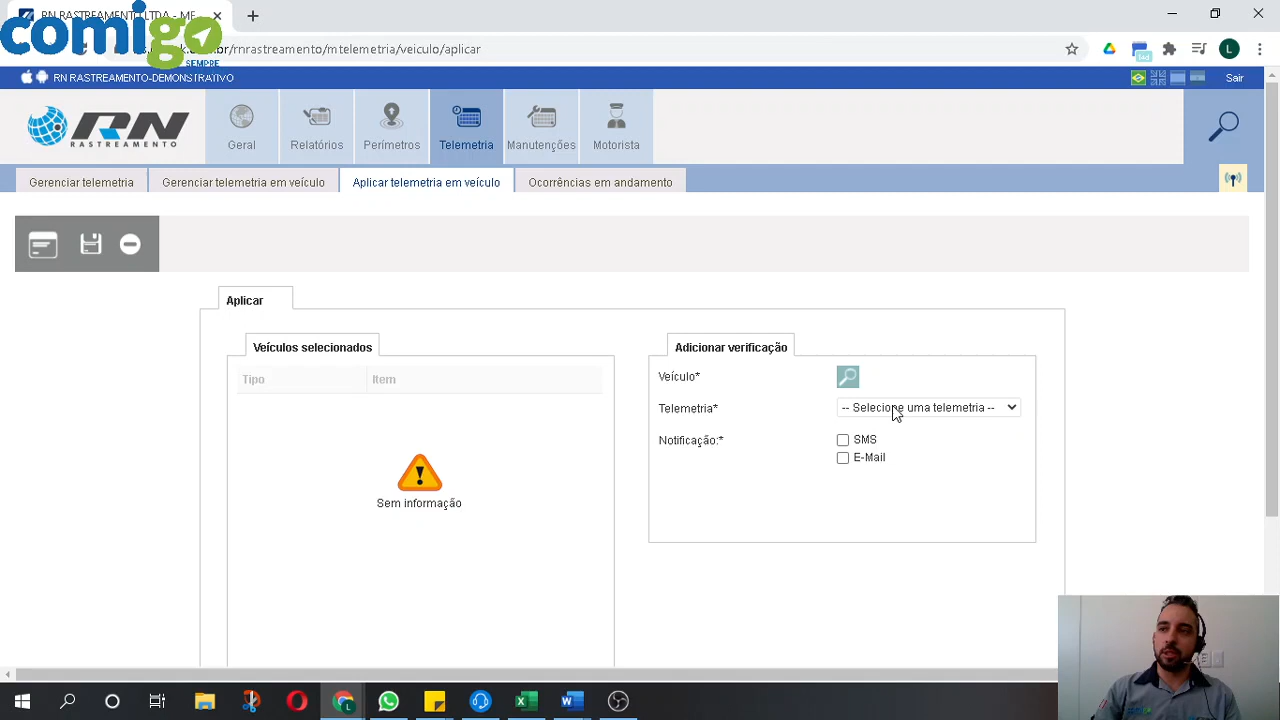 RN RASTREAMENTO LTDA - ME
comigo
SEMPRE
br/rnrastreamento/mtelemetria/veiculo/aplicar
L
RN RASTREAMENTO-DEMONSTRATIVO
Sair
RN
RASTREAMENTO
Geral
Relatórios
Perímetros
Telemetria
Manutenções
Motorista
Gerenciar telemetria
Gerenciar telemetria em veículo
Aplicar telemetria em veículo
Ocorrências em andamento
Aplicar
Veículos selecionados
Tipo
Item
Sem informação
Adicionar verificação
Veículo*
Telemetria*
-- Selecione uma telemetria --
Notificação:*
SMS
E-Mail